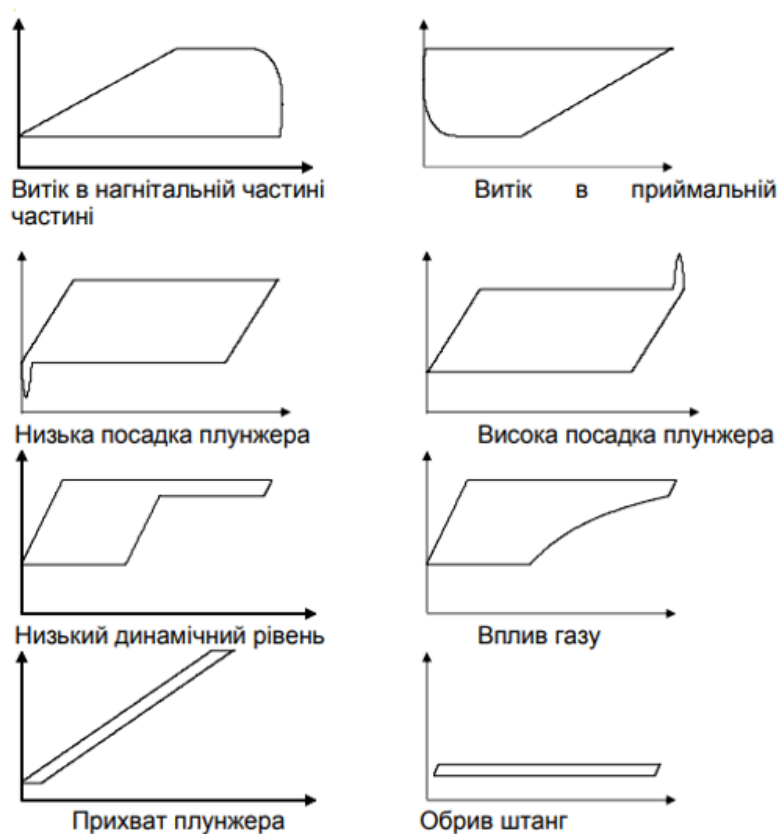 Витік в нагнітальній частині
частині
Витік в приймальній
Низька посадка плунжера
Висока посадка плунжера
Низький динамічний рівень
Вплив газу
Прихват плунжера
Обрив штанг